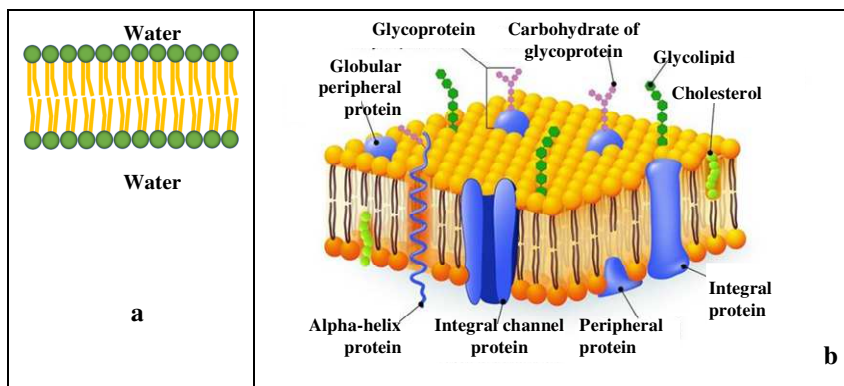 Water
Water
a
Glycoprotein
Carbohydrate of
glycoprotein
Glycolipid
Globular
peripheral
protein
Cholesterol
Alpha-helix
protein
Integral channel
protein
Peripheral
protein
Integral
protein
b